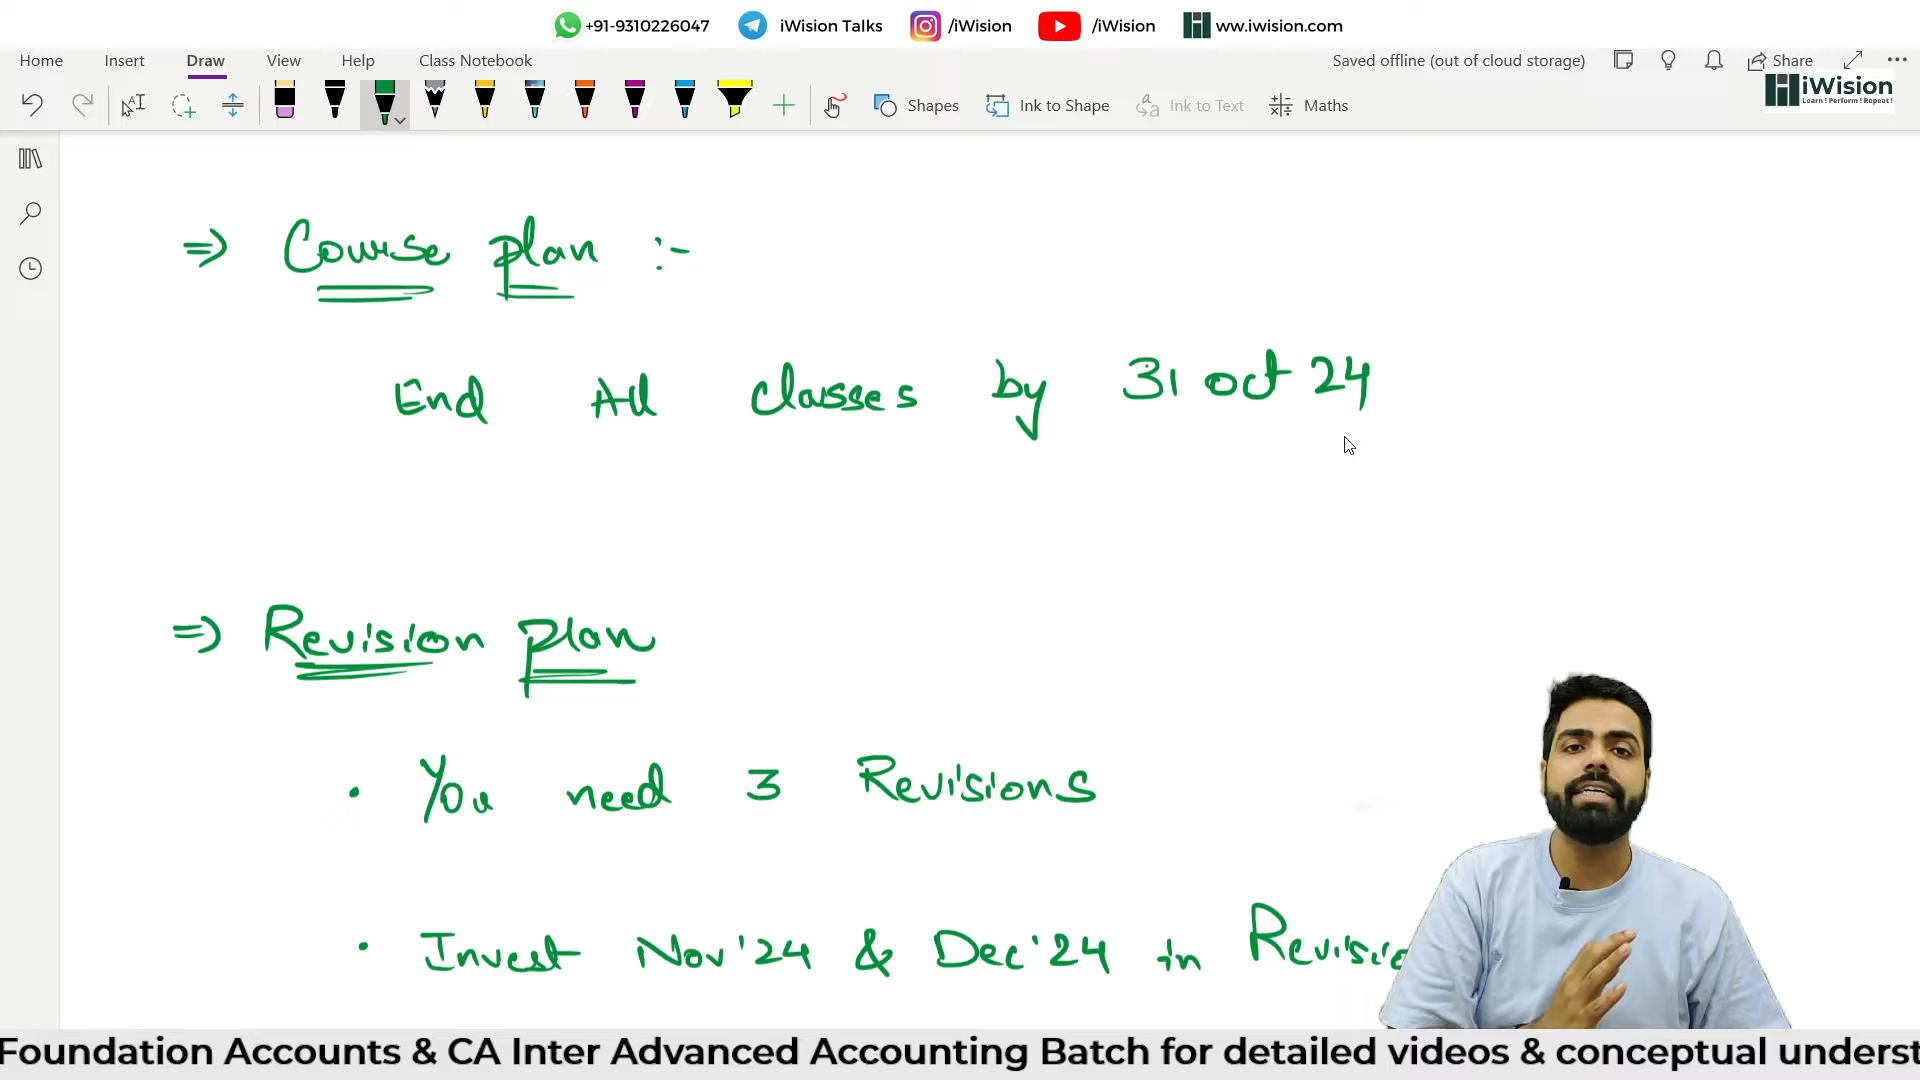 +91-9310226047 iWision Talks /iWision /iWision ww.iwision.com
Home Insert Draw View Help Class Notebook Saved offline (out of cloud storage) Share
Shapes Ink to Shape Ink to Text Maths
iWision
Learn ! Perform ! Repeat !
=> Course plan :-
End All classes by 31 oct 24
=> Revision plan
• You need 3 Revisions
• Invest Nov'24 & Dec'24 in Revisio
Foundation Accounts & CA Inter Advanced Accounting Batch for detailed videos & conceptual underst